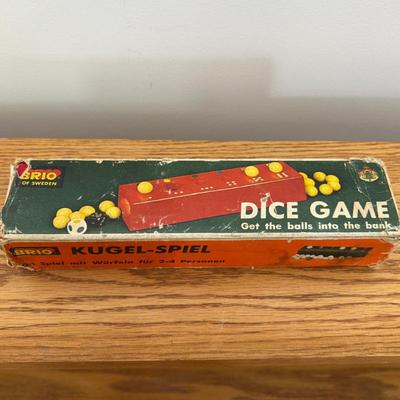 BRIO
OF SWEDEN
DICE GAME
Get the balls into the bank
BRIO
KUGEL-SPIEL
Spiel mit Würfeln für 2-4 Personen